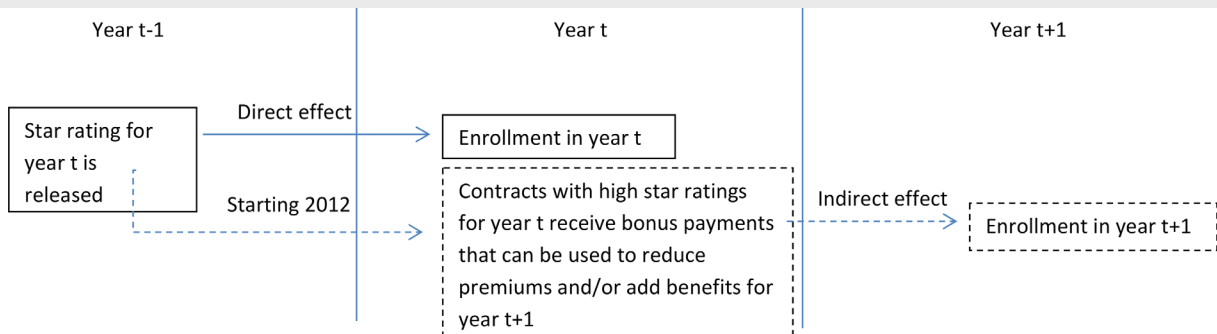 Year t-1
Year t
Year t+1
Star rating for
year t is
released
Direct effect
Starting 2012
Enrollment in year t
Contracts with high star ratings
for year t receive bonus payments
that can be used to reduce
premiums and/or add benefits for
year t+1
Indirect effect
Enrollment in year t+1